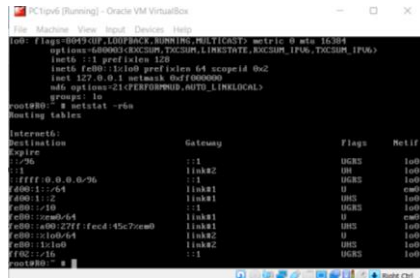 PC1ipv6 [Running] - Oracle VM VirtualBox
File Machine View Input Devices Help
lo0: flags=8049<UP,LOOPBACK,RUNNING,MULTICAST> metric 0 mtu 16384
options=680003<RXCSUM,TXCSUM,LINKSTATE,RXCSUM_IPV6,TXCSUM_IPV6>
inet6 ::1 prefixlen 128
inet6 fe80::1%lo0 prefixlen 64 scopeid 0x2
inet 127.0.0.1 netmask 0xff000000
nd6 options=21<PERFORMNUD,AUTO_LINKLOCAL>
groups: lo
root@R0:~ # netstat -r6n
Routing tables
Internet6:
Destination Gateway Flags Netif
Expire
::/96 ::1 UGRS lo0
::1 link#2 UH lo0
::ffff:0.0.0.0/96 ::1 UGRS lo0
fd00:1::/64 link#1 U em0
fd00:1::2 link#1 UHS lo0
fe80::/10 ::1 UGRS lo0
fe80::%em0/64 link#1 U em0
fe80::a00:27ff:fecd:45c7%em0 link#1 UHS lo0
fe80::%lo0/64 link#2 U lo0
fe80::1%lo0 link#2 UHS lo0
ff02::/16 ::1 UGRS lo0
root@R0:~ #
Right Ctrl